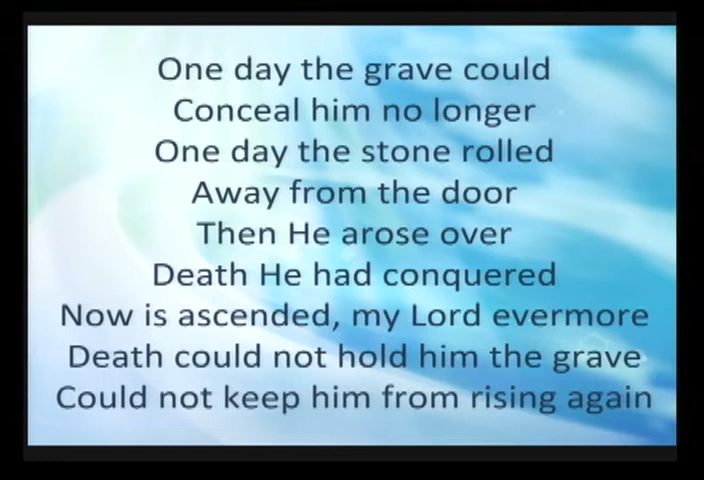 One day the grave could
Conceal him no longer
One day the stone rolled
Away from the door
Then He arose over
Death He had conquered
Now is ascended, my Lord evermore
Death could not hold him the grave
Could not keep him from rising again